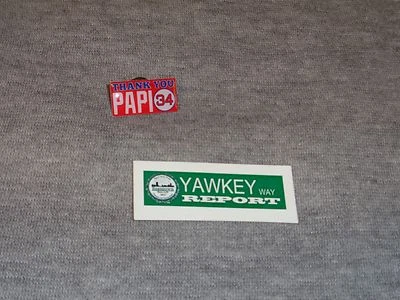 THANK YOU
PAPI 34
YAWKEY WAY
REPORT